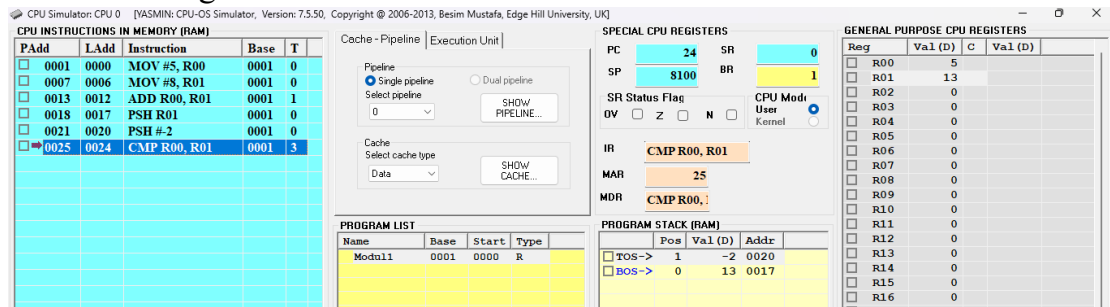 CPU Simulator: CPU 0 [YASMIN: CPU-OS Simulator, Version: 7.5.50, Copyright @ 2006-2013, Besim Mustafa, Edge Hill University, UK]
CPU INSTRUCTIONS IN MEMORY (RAM)
PAdd LAdd Instruction Base T
0001 0000 MOV #5, R00 0001 0
0007 0006 MOV #8, R01 0001 0
0013 0012 ADD R00, R01 0001 1
0018 0017 PSH R01 0001 0
0021 0020 PSH #-2 0001 0
0025 0024 CMP R00, R01 0001 3
Cache - Pipeline Execution Unit
Pipeline
Single pipeline Dual pipeline
Select pipeline
0
SHOW
PIPELINE...
Cache
Select cache type
Data
SHOW
CACHE...
PROGRAM LIST
Name Base Start Type
Modul1 0001 0000 R
SPECIAL CPU REGISTERS
PC 24 SR 0
SP 8100 BR 1
SR Status Flag
OV Z N
CPU Mode
User
Kernel
IR CMP R00, R01
MAR 25
MDR CMP R00,
PROGRAM STACK (RAM)
Pos Val (D) Addr
TOS-> 1 -2 0020
BOS-> 0 13 0017
GENERAL PURPOSE CPU REGISTERS
Reg Val (D) C Val (D)
R00 5
R01 13
R02 0
R03 0
R04 0
R05 0
R06 0
R07 0
R08 0
R09 0
R10 0
R11 0
R12 0
R13 0
R14 0
R15 0
R16 0